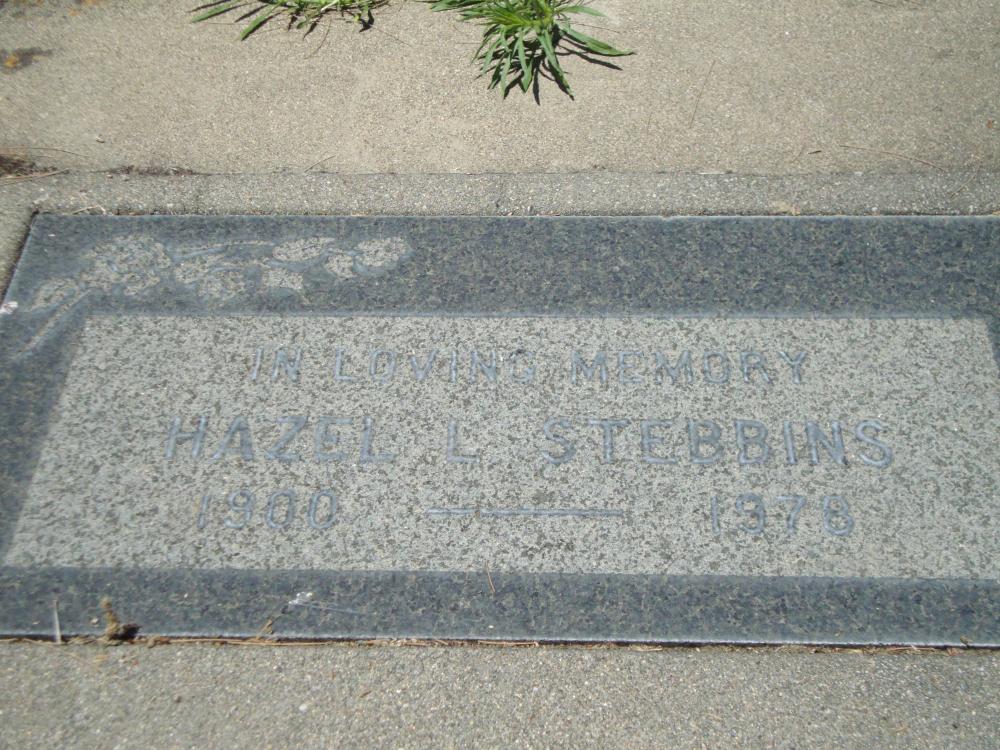 IN LOVING MEMORY
HAZEL L STEBBINS
1900 — 1978